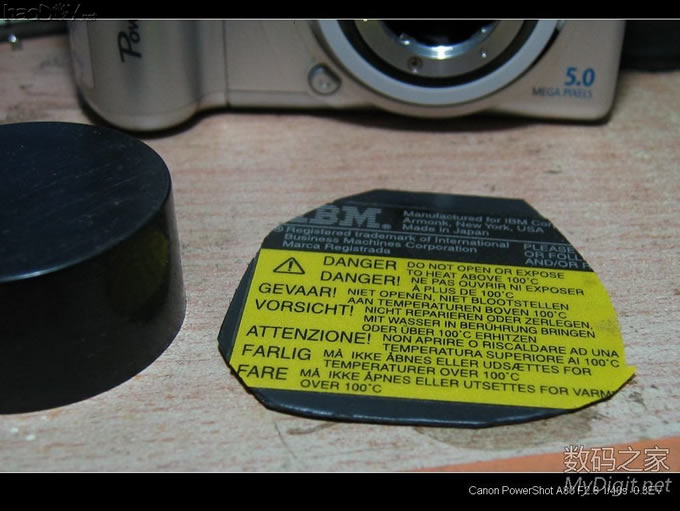 Pow
5.0
MEGA PIXELS
IBM.
Manufactured for IBM Cor
Armonk, New York, USA
Made in Japan
® Registered trademark of International
Business Machines Corporation
Marca Registrada
PLEASE
OR FOLL
AND/OR R
DANGER DO NOT OPEN OR EXPOSE
TO HEAT ABOVE 100°C
DANGER! NE PAS OUVRIR NI EXPOSER
À PLUS DE 100°C
GEVAAR! NIET OPENEN, NIET BLOOTSTELLEN
AAN TEMPERATUREN BOVEN 100°C
VORSICHT! NICHT REPARIEREN ODER ZERLEGEN,
MIT WASSER IN BERÜHRUNG BRINGEN
ODER ÜBER 100°C ERHITZEN
ATTENZIONE! NON APRIRE O RISCALDARE AD UNA
TEMPERATURA SUPERIORE AI 100°C
FARLIG MÅ IKKE ÅBNES ELLER UDSÆTTES FOR
TEMPERATURER OVER 100°C
FARE MÅ IKKE ÅPNES ELLER UTSETTES FOR VARM
OVER 100°C
数码之家
MyDigit.net
Canon PowerShot 1/40s -0.3EV